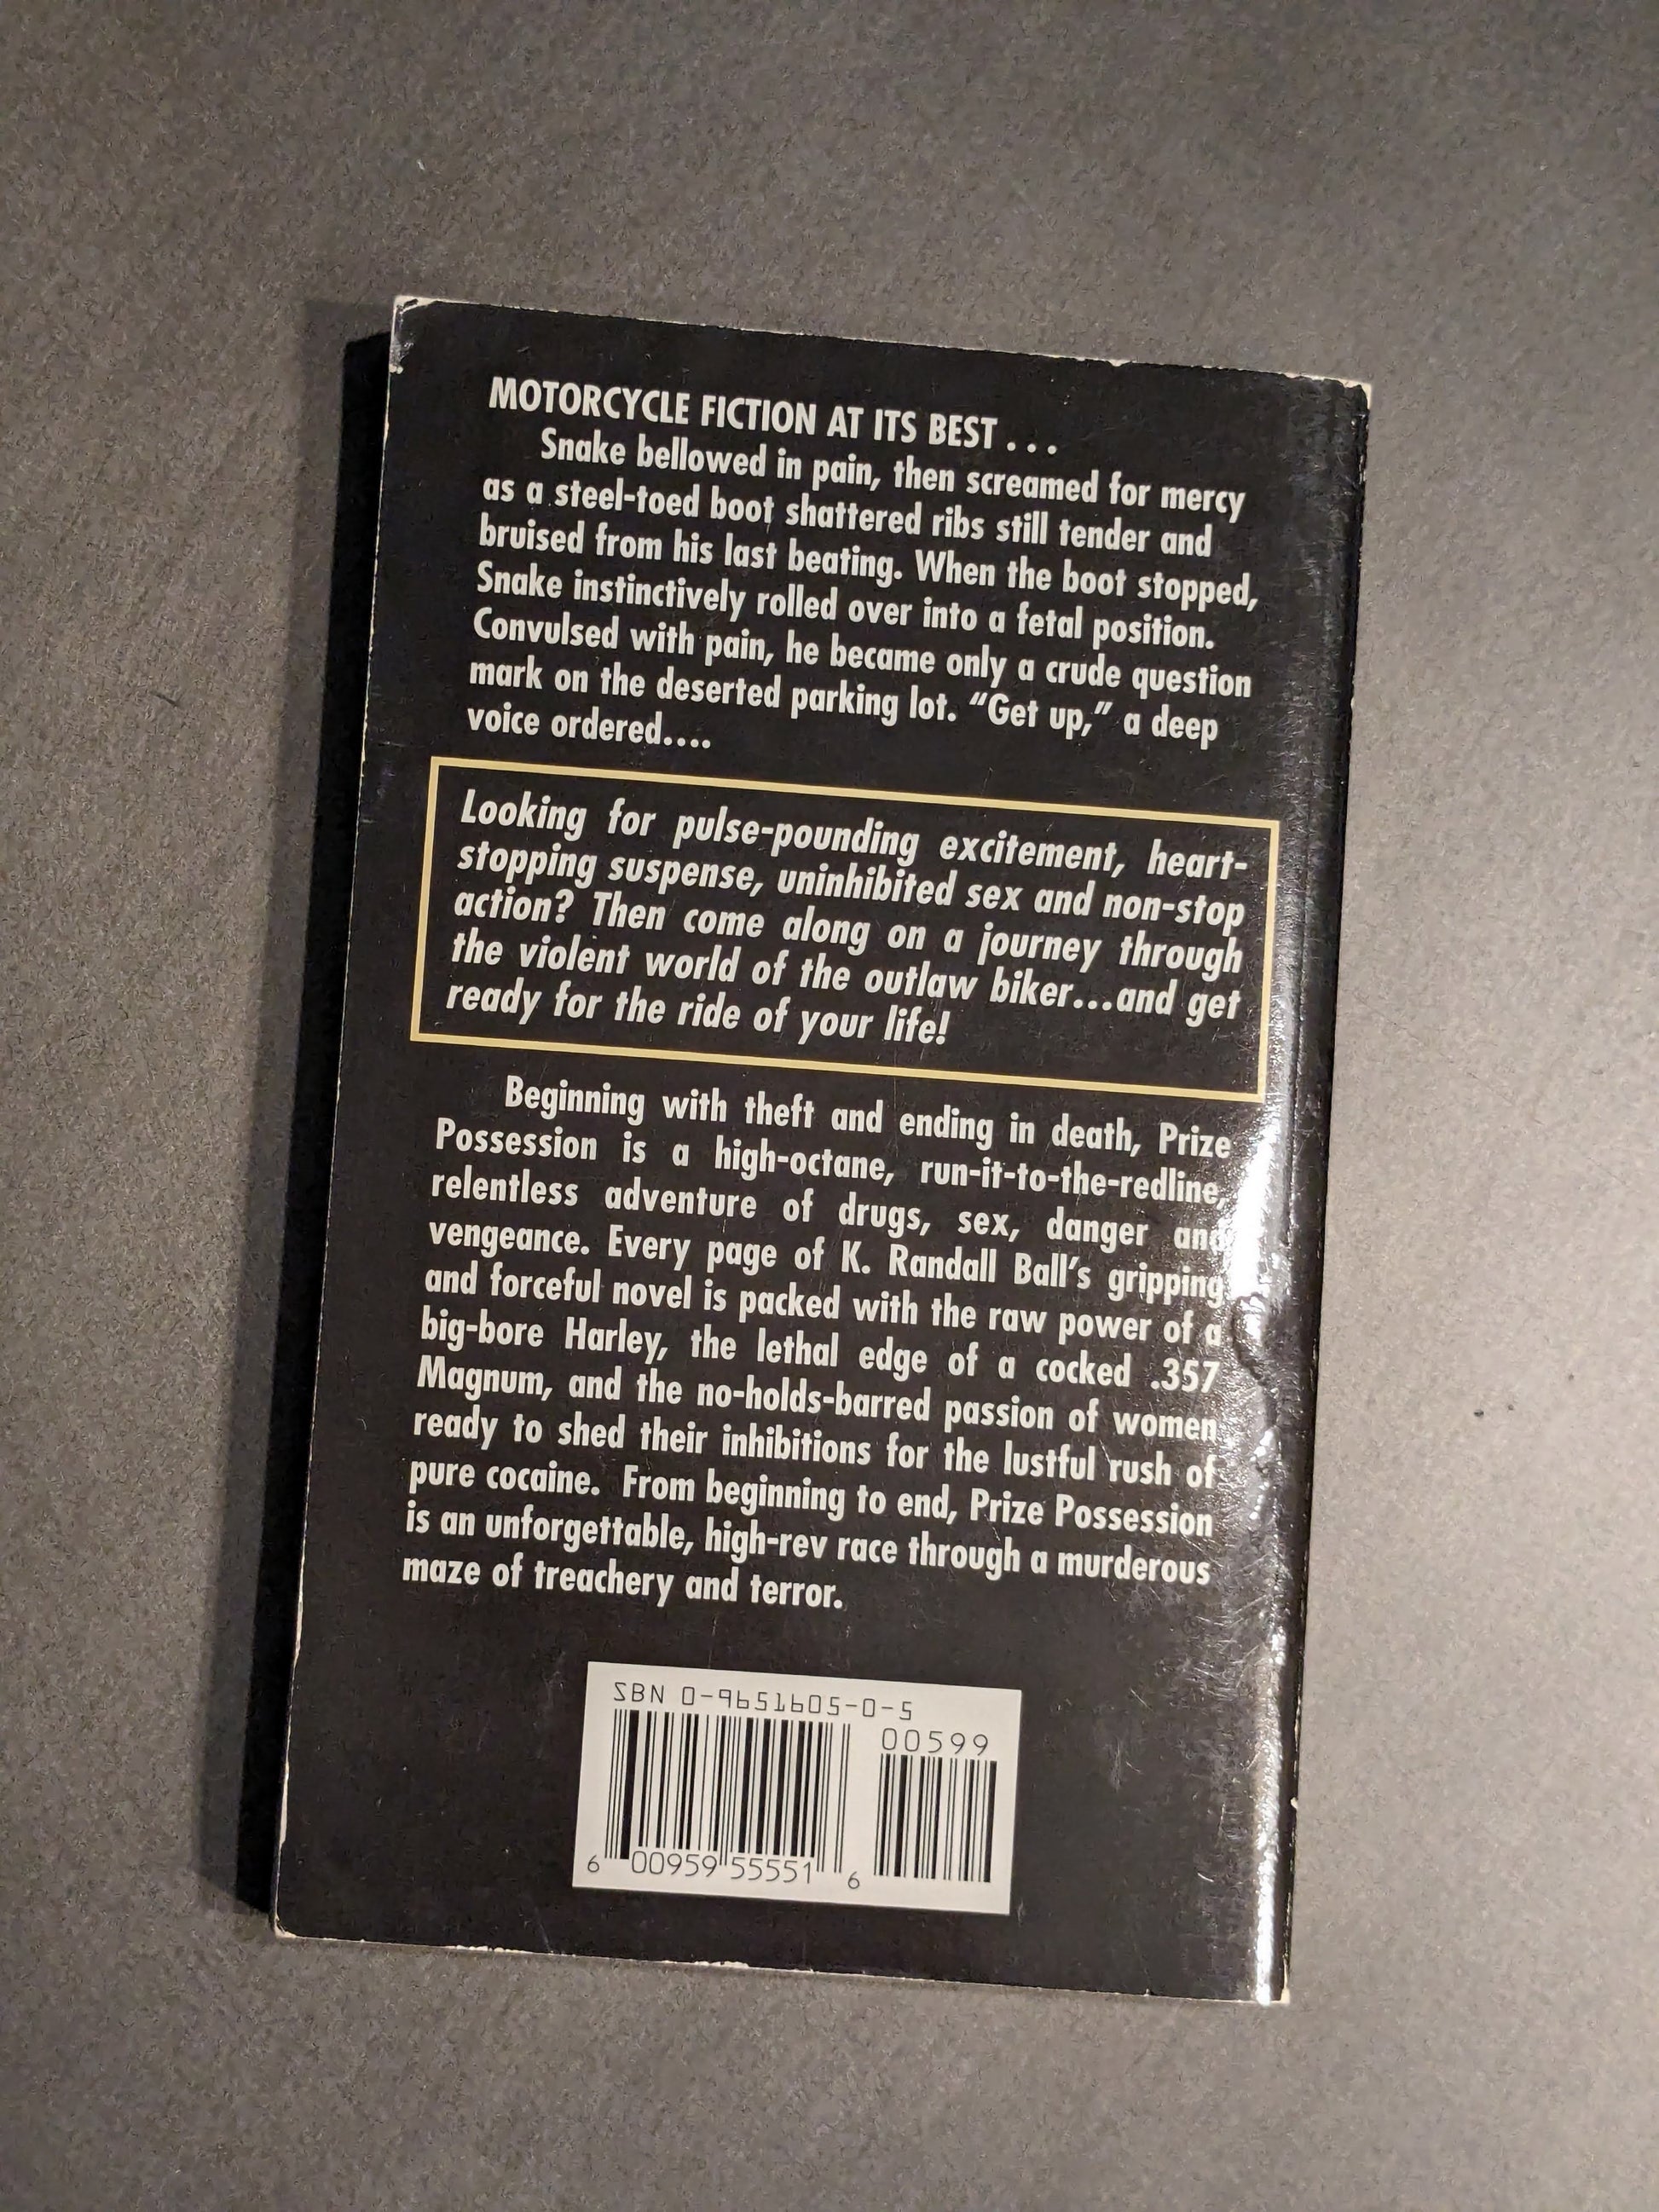 MOTORCYCLE FICTION AT ITS BEST . . .
Snake bellowed in pain, then screamed for mercy
as a steel-toed boot shattered ribs still tender and
bruised from his last beating. When the boot stopped,
Snake instinctively rolled over into a fetal position.
Convulsed with pain, he became only a crude question
mark on the deserted parking lot. “Get up,” a deep
voice ordered....
Looking for pulse-pounding excitement, heart-
stopping suspense, uninhibited sex and non-stop
action? Then come along on a journey through
the violent world of the outlaw biker...and get
ready for the ride of your life!
Beginning with theft and ending in death, Prize
Possession is a high-octane, run-it-to-the-redline,
relentless adventure of drugs, sex, danger and
vengeance. Every page of K. Randall Ball’s gripping
and forceful novel is packed with the raw power of a
big-bore Harley, the lethal edge of a cocked .357
Magnum, and the no-holds-barred passion of women
ready to shed their inhibitions for the lustful rush of
pure cocaine. From beginning to end, Prize Possession
is an unforgettable, high-rev race through a murderous
maze of treachery and terror.
SBN 0-9651605-0-5
00599
6 00959 55551 6